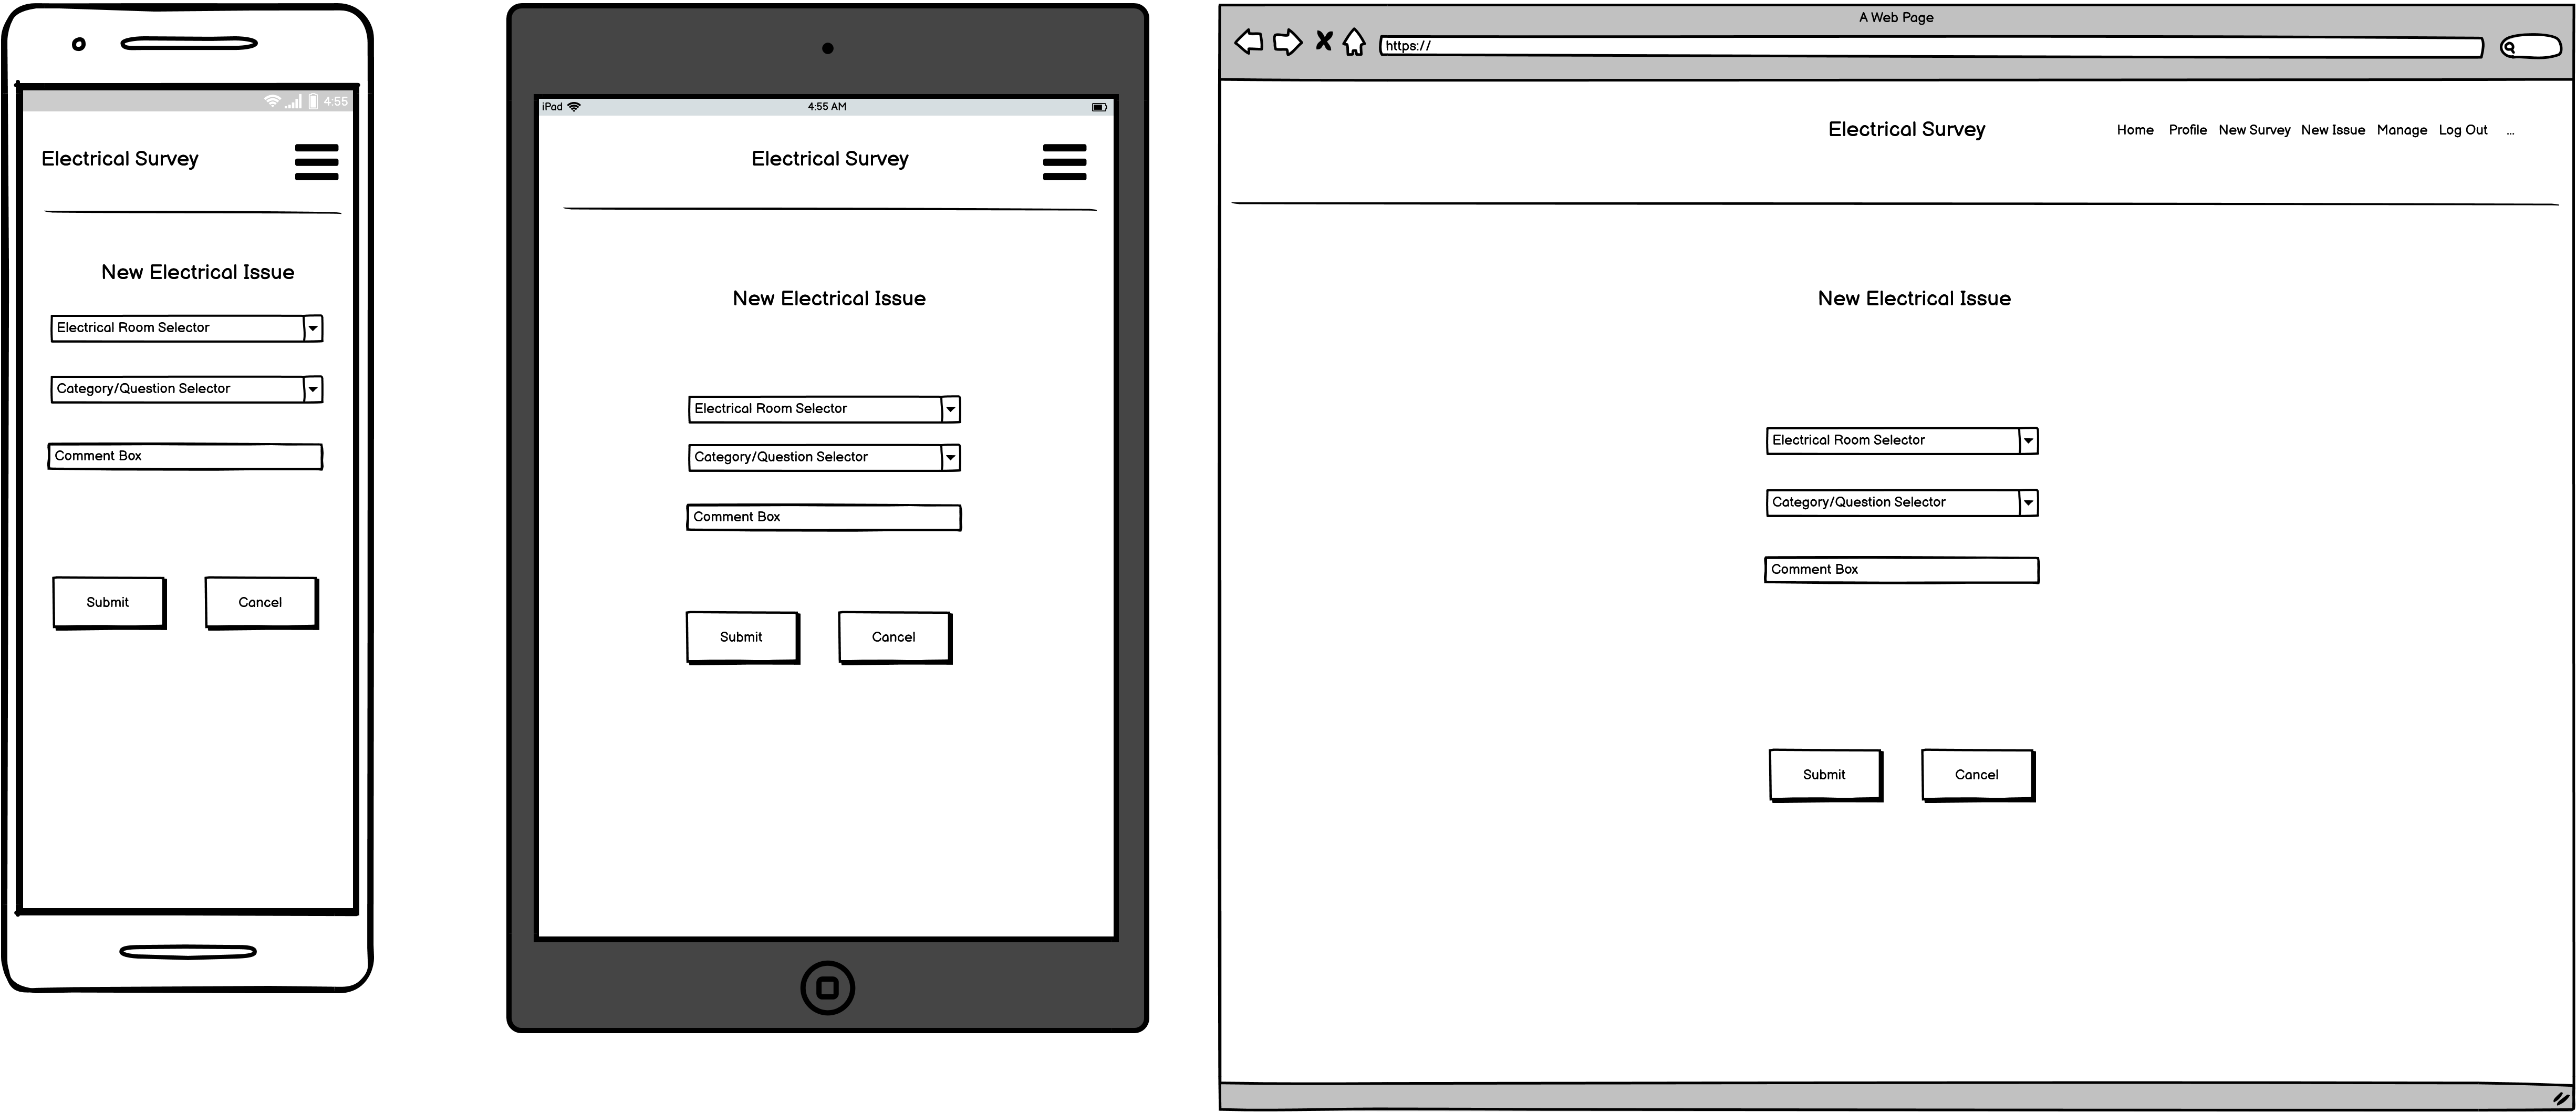 4:55
Electrical Survey
New Electrical Issue
Electrical Room Selector
Category/Question Selector
Comment Box
Submit Cancel
iPad 4:55 AM
Electrical Survey
New Electrical Issue
Electrical Room Selector
Category/Question Selector
Comment Box
Submit Cancel
A Web Page
https://
Electrical Survey Home Profile New Survey New Issue Manage Log Out ...
New Electrical Issue
Electrical Room Selector
Category/Question Selector
Comment Box
Submit Cancel